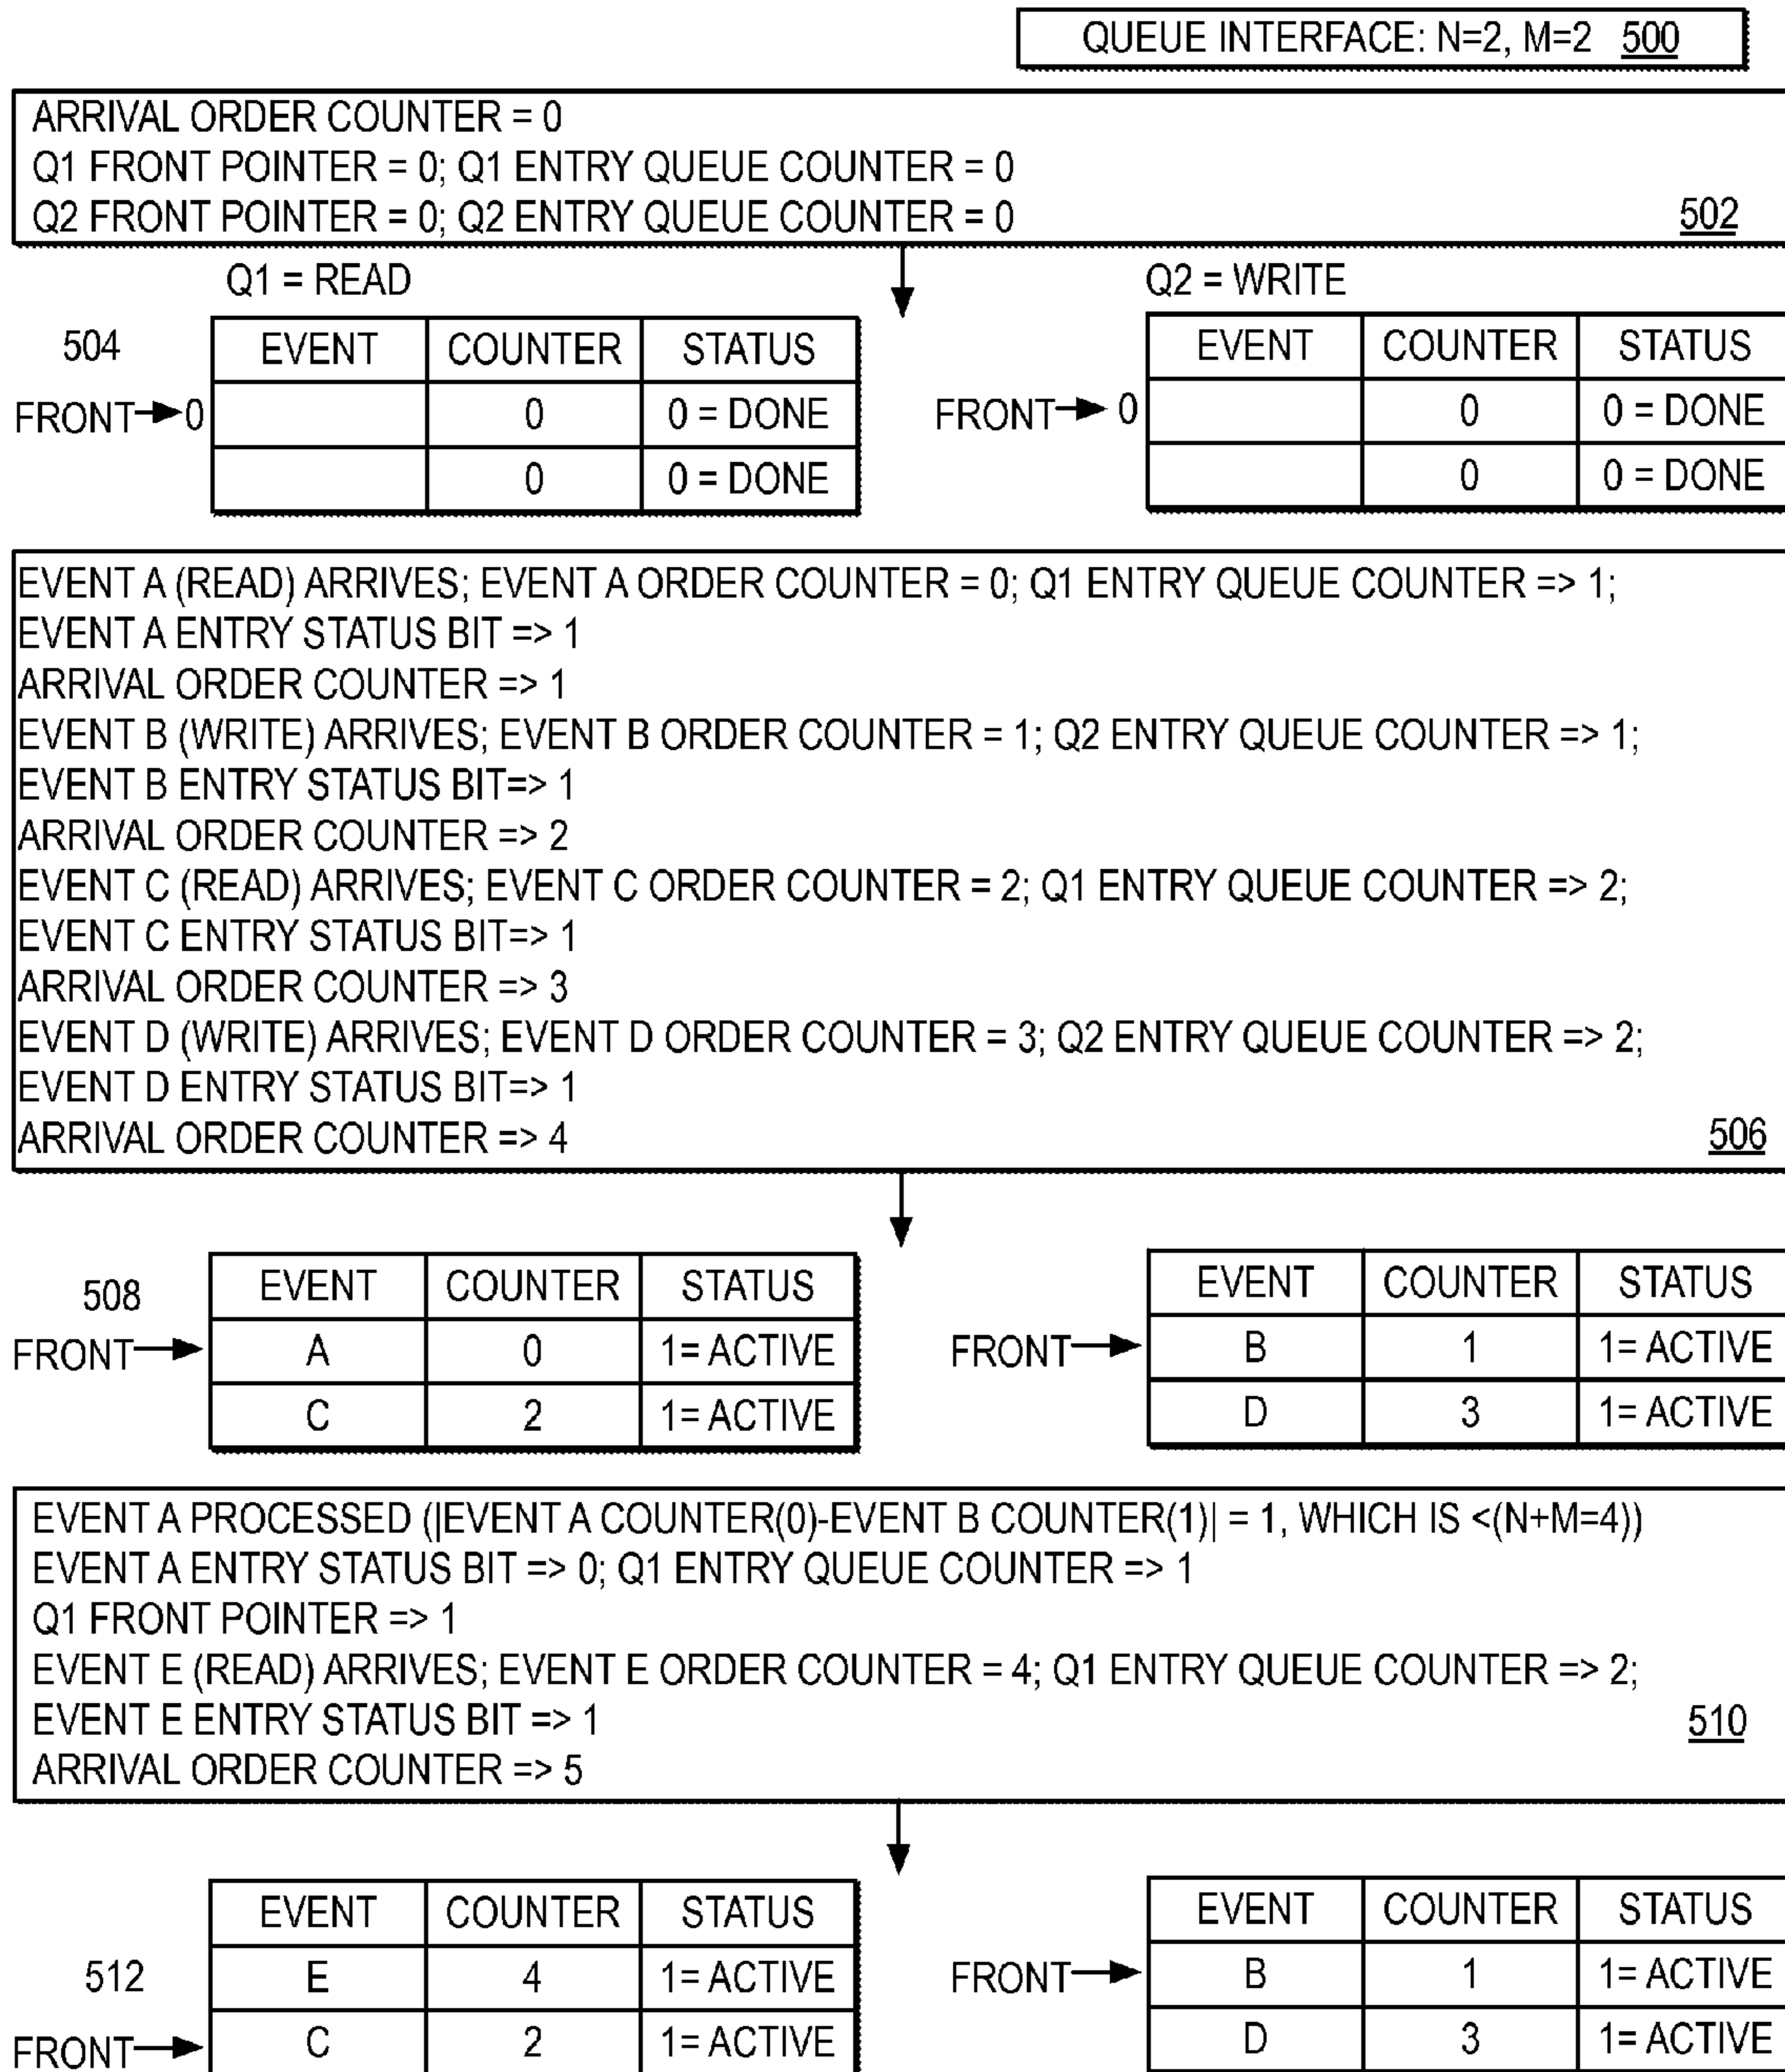 QUEUE INTERFACE: N=2, M=2 500
ARRIVAL ORDER COUNTER = 0
Q1 FRONT POINTER = 0; Q1 ENTRY QUEUE COUNTER = 0
Q2 FRONT POINTER = 0; Q2 ENTRY QUEUE COUNTER = 0
502
Q1 = READ
504
EVENT COUNTER STATUS
FRONT 0 0 0 = DONE
0 0 = DONE
Q2 = WRITE
EVENT COUNTER STATUS
FRONT 0 0 0 = DONE
0 0 = DONE
EVENT A (READ) ARRIVES; EVENT A ORDER COUNTER = 0; Q1 ENTRY QUEUE COUNTER => 1;
EVENT A ENTRY STATUS BIT => 1
ARRIVAL ORDER COUNTER => 1
EVENT B (WRITE) ARRIVES; EVENT B ORDER COUNTER = 1; Q2 ENTRY QUEUE COUNTER => 1;
EVENT B ENTRY STATUS BIT=> 1
ARRIVAL ORDER COUNTER => 2
EVENT C (READ) ARRIVES; EVENT C ORDER COUNTER = 2; Q1 ENTRY QUEUE COUNTER => 2;
EVENT C ENTRY STATUS BIT=> 1
ARRIVAL ORDER COUNTER => 3
EVENT D (WRITE) ARRIVES; EVENT D ORDER COUNTER = 3; Q2 ENTRY QUEUE COUNTER => 2;
EVENT D ENTRY STATUS BIT=> 1
ARRIVAL ORDER COUNTER => 4
506
508
EVENT COUNTER STATUS
FRONT A 0 1= ACTIVE
C 2 1= ACTIVE
EVENT COUNTER STATUS
FRONT B 1 1= ACTIVE
D 3 1= ACTIVE
EVENT A PROCESSED (|EVENT A COUNTER(0)-EVENT B COUNTER(1)| = 1, WHICH IS <(N+M=4))
EVENT A ENTRY STATUS BIT => 0; Q1 ENTRY QUEUE COUNTER => 1
Q1 FRONT POINTER => 1
EVENT E (READ) ARRIVES; EVENT E ORDER COUNTER = 4; Q1 ENTRY QUEUE COUNTER => 2;
EVENT E ENTRY STATUS BIT => 1
ARRIVAL ORDER COUNTER => 5
510
EVENT COUNTER STATUS
512 E 4 1= ACTIVE
FRONT C 2 1= ACTIVE
EVENT COUNTER STATUS
FRONT B 1 1= ACTIVE
D 3 1= ACTIVE